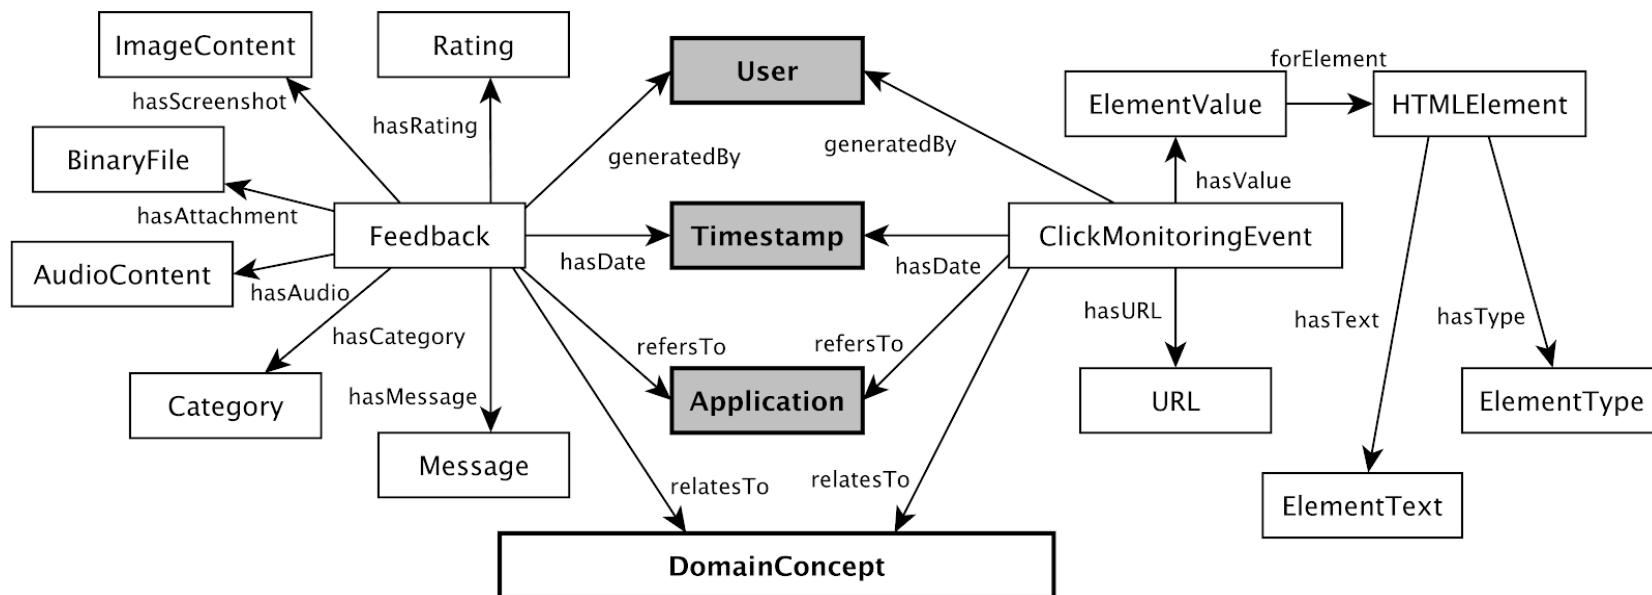 ImageContent
Rating
User
forElement
hasScreenshot
ElementValue
HTMLElement
hasRating
BinaryFile
generatedBy
generatedBy
hasValue
hasAttachment
Feedback
Timestamp
ClickMonitoringEvent
AudioContent
hasDate
hasDate
hasAudio
hasURL
hasText
hasType
hasCategory
refersTo
refersTo
Category
hasMessage
Application
URL
ElementType
Message
relatesTo
relatesTo
ElementText
DomainConcept